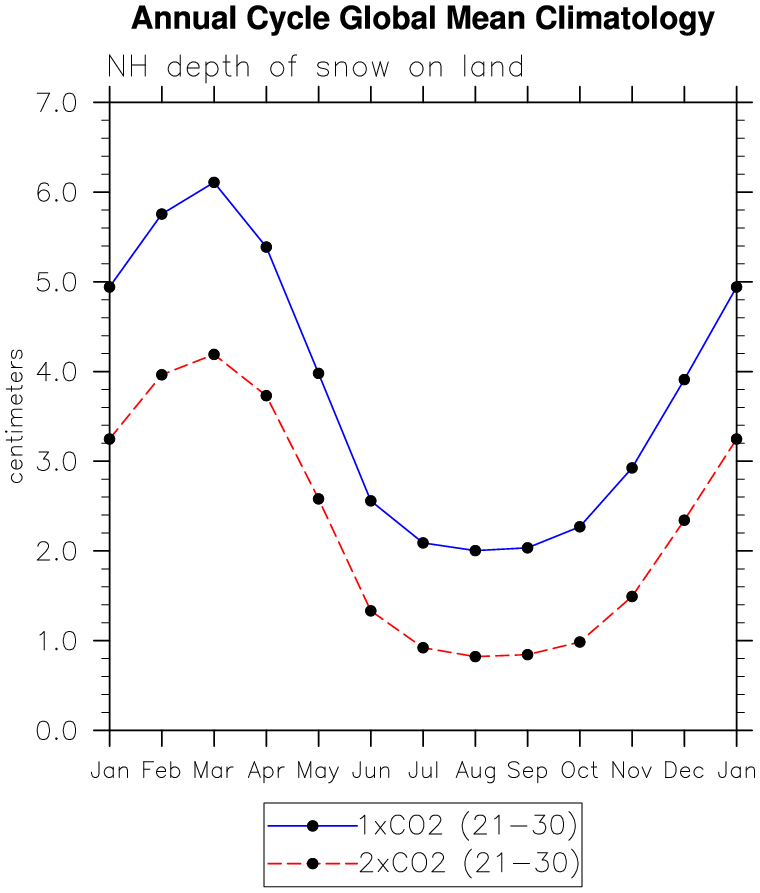 Annual Cycle Global Mean Climatology
NH depth of snow on land
7.0
6.0
5.0
4.0
3.0
2.0
1.0
0.0
centimeters
Jan Feb Mar Apr May Jun Jul Aug Sep Oct Nov Dec Jan
1xCO2 (21-30)
2xCO2 (21-30)